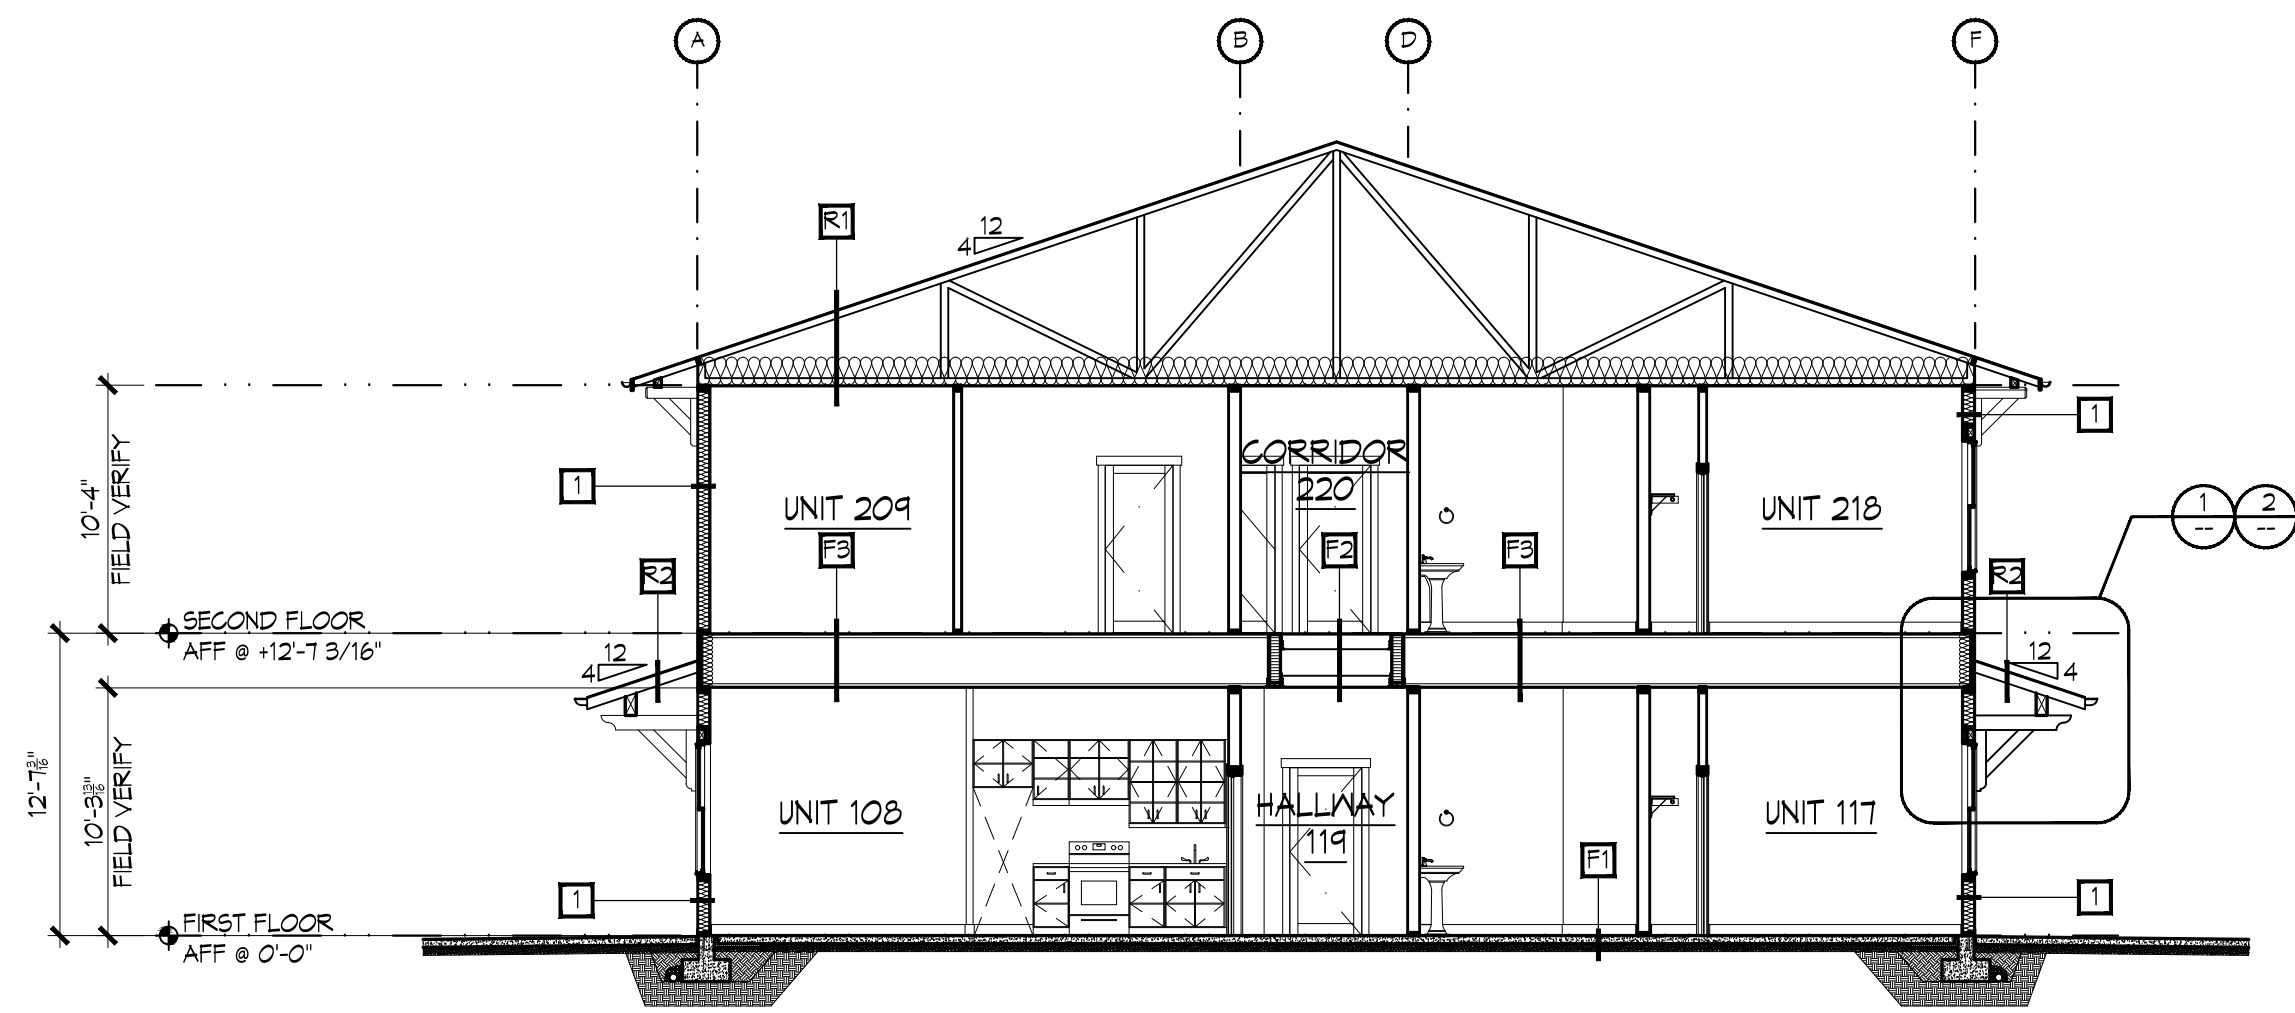 A
B
D
F
R1
12
4
1
1
CORRIDOR
220
UNIT 209
UNIT 218
1
--
2
--
10'-4"
FIELD VERIFY
R2
F3
F2
F3
R2
SECOND FLOOR
AFF @ +12'-7 3/16"
12
4
12
4
12'-7 3/16"
10'-3 13/16"
FIELD VERIFY
UNIT 108
HALLWAY
119
UNIT 117
F1
1
1
FIRST FLOOR
AFF @ 0'-0"